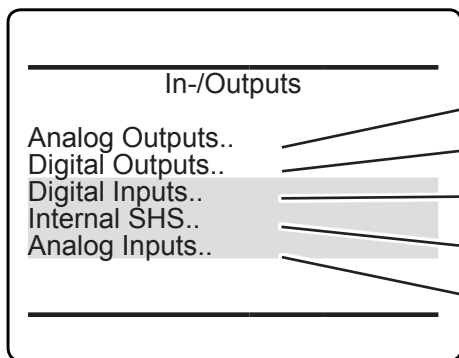 In-/Outputs
Analog Outputs..
Digital Outputs..
Digital Inputs..
Internal SHS..
Analog Inputs..